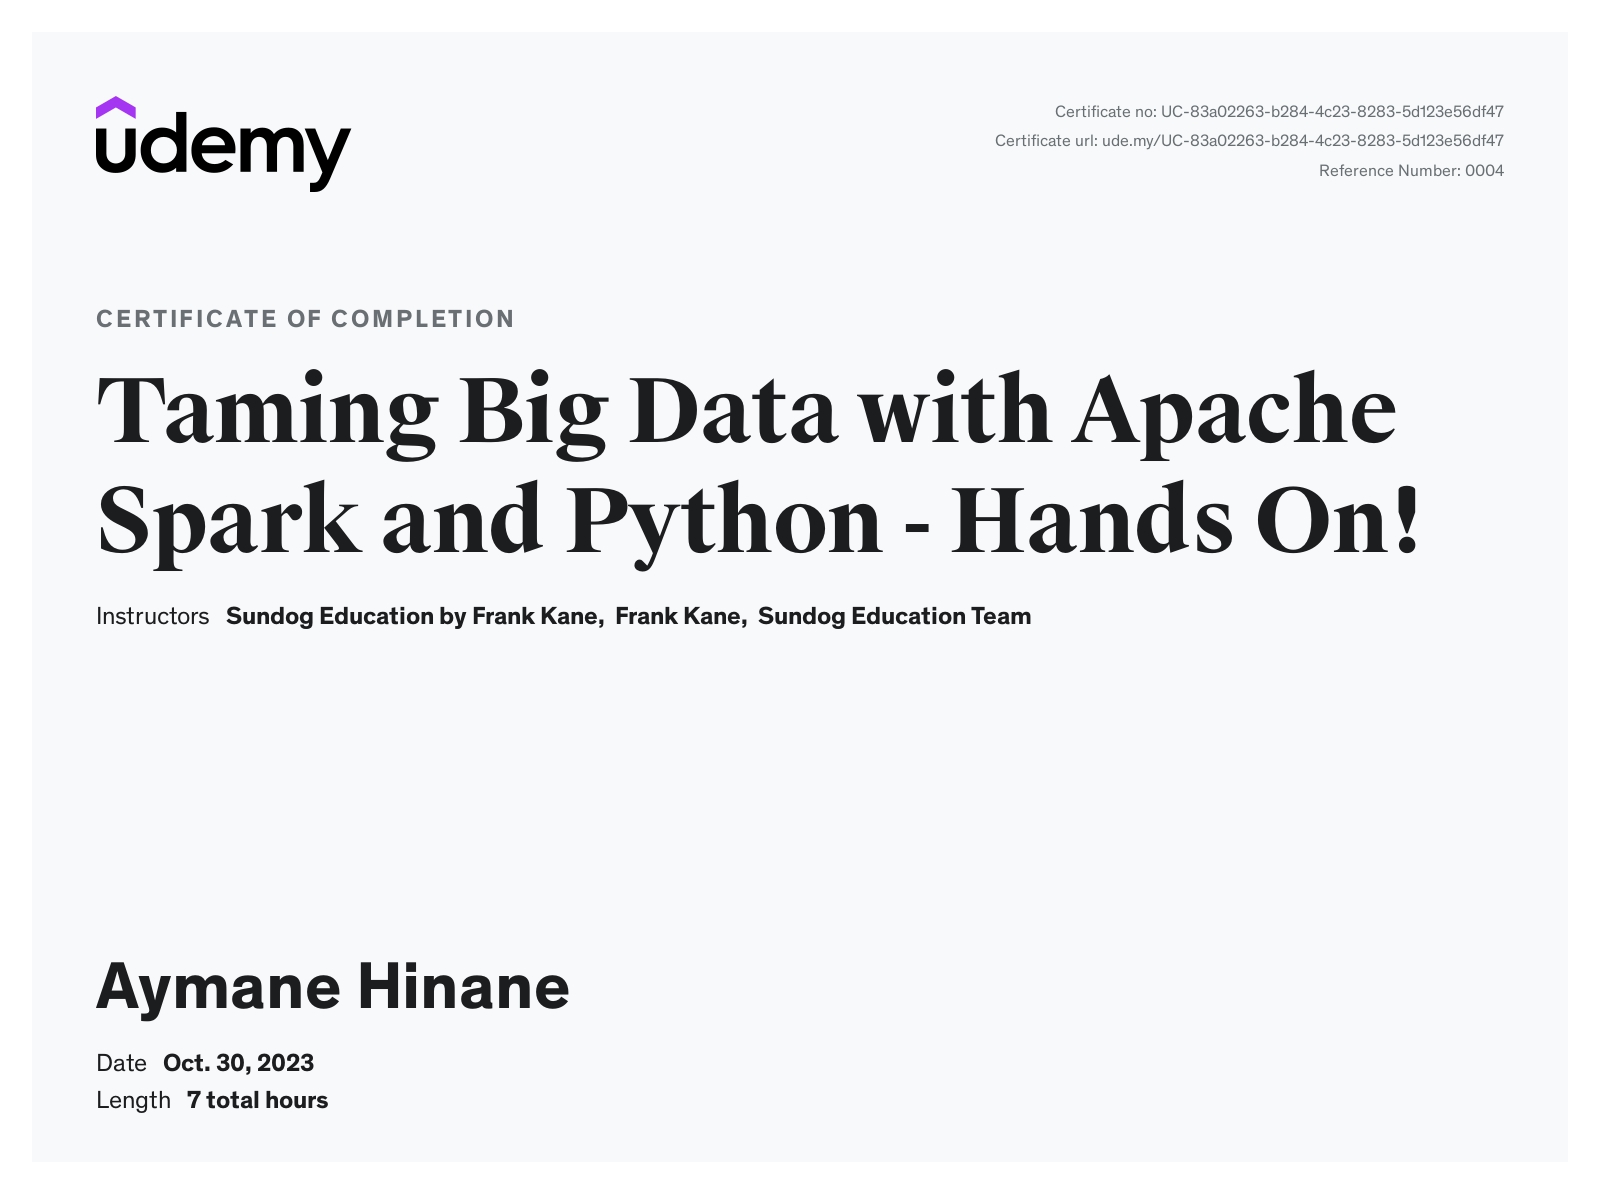 udemy
Certificate no: UC-83a02263-b284-4c23-8283-5d123e56df47
Certificate url: ude.my/UC-83a02263-b284-4c23-8283-5d123e56df47
Reference Number: 0004
CERTIFICATE OF COMPLETION
Taming Big Data with Apache
Spark and Python - Hands On!
Instructors Sundog Education by Frank Kane, Frank Kane, Sundog Education Team
Aymane Hinane
Date Oct. 30, 2023
Length 7 total hours